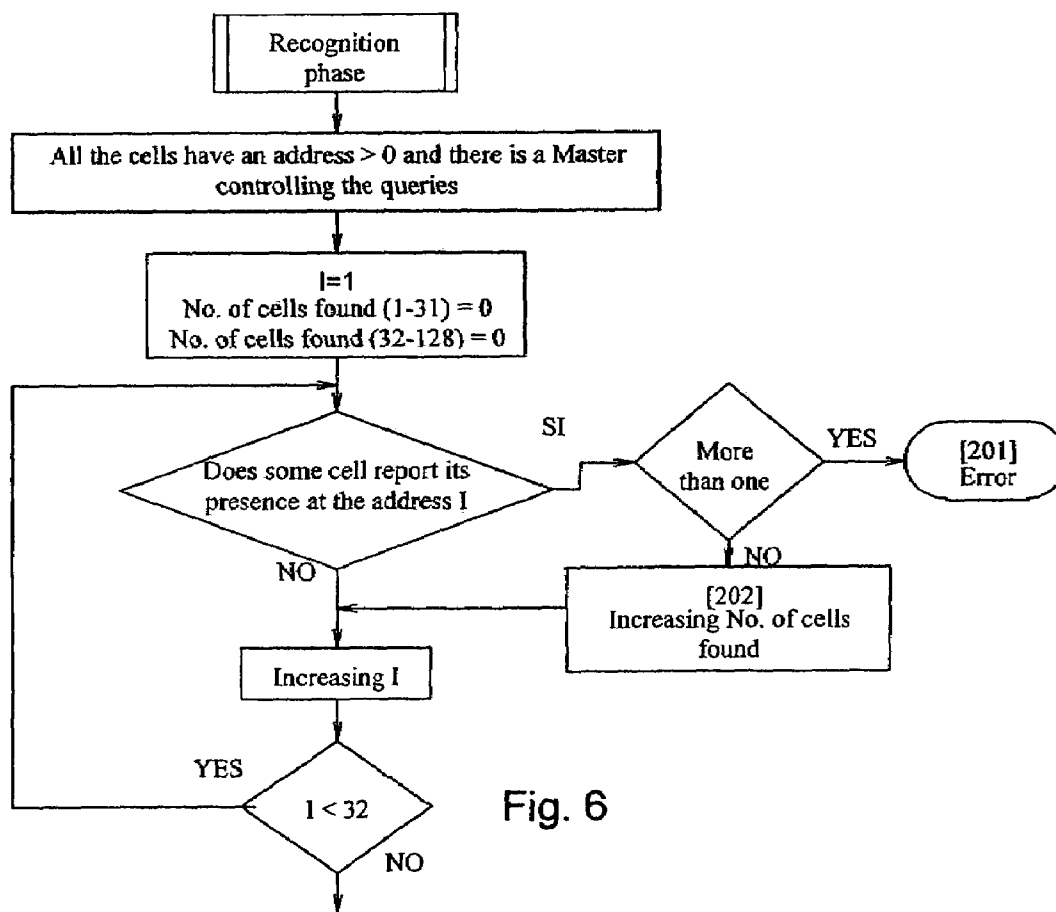 Recognition
phase
All the cells have an address > 0 and there is a Master
controlling the queries
I=1
No. of cells found (1-31) = 0
No. of cells found (32-128) = 0
Does some cell report its
presence at the address I
SI
More
than one
YES
[201]
Error
NO
NO
[202]
Increasing No. of cells
found
Increasing I
YES
1 < 32
NO
Fig. 6